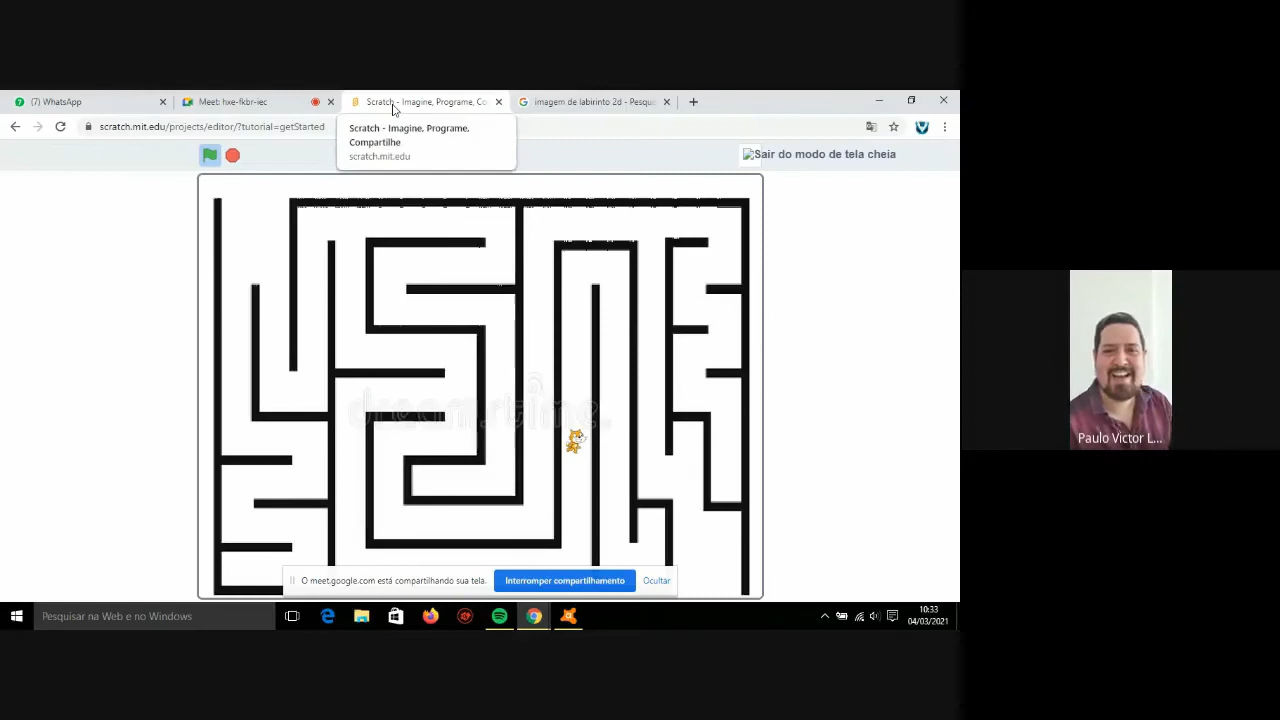 (7) WhatsApp
Meet: hxe-fkbr-iec
Scratch - Imagine, Programe, Co
imagem de labirinto 2d - Pesqui
scratch.mit.edu/projects/editor/?tutorial=getStarted
Scratch - Imagine, Programe,
Compartilhe
scratch.mit.edu
Sair do modo de tela cheia
dreamstime.
Paulo Victor L...
O meet.google.com está compartilhando sua tela.
Interromper compartilhamento
Ocultar
Pesquisar na Web e no Windows
10:33
04/03/2021